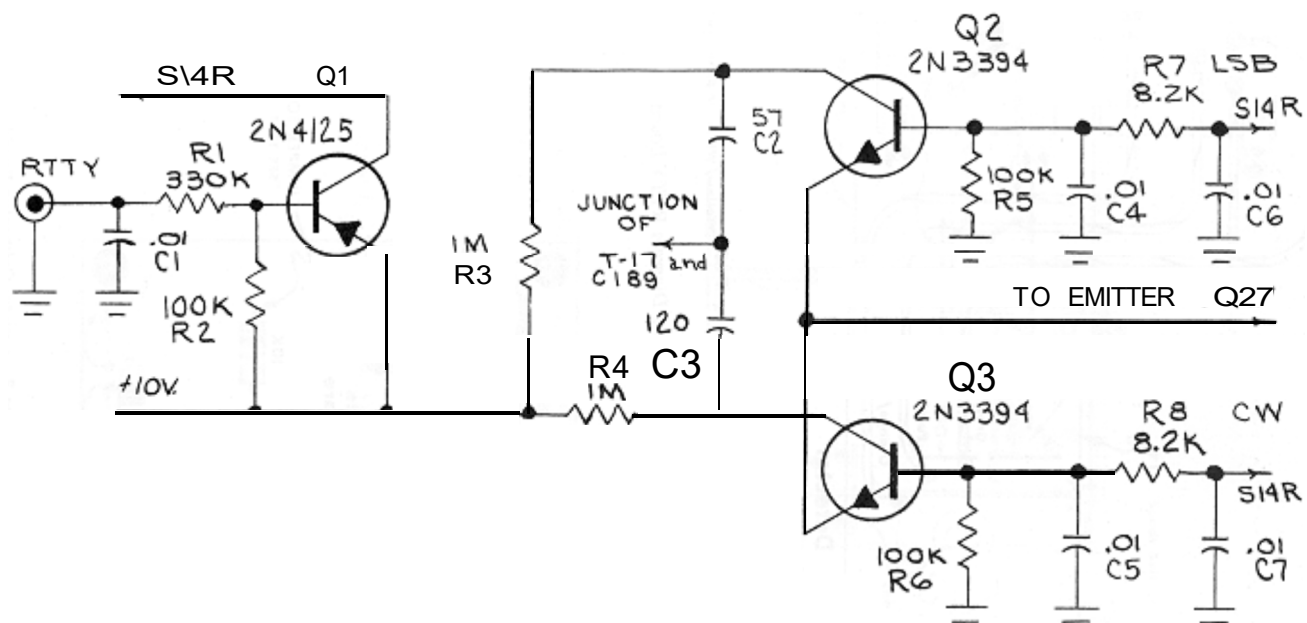 S\4R
Q1
2N4125
RTTY
R1
330K
.01
C1
100K
R2
+10V.
1M
R3
57
C2
JUNCTION
OF
T-17 and
C189
120
C3
R4
1M
Q2
2N3394
R7
8.2K
LSB
S14R
100K
R5
.01
C4
.01
C6
TO EMITTER Q27
Q3
2N3394
R8
8.2K
CW
S14R
100K
R6
.01
C5
.01
C7